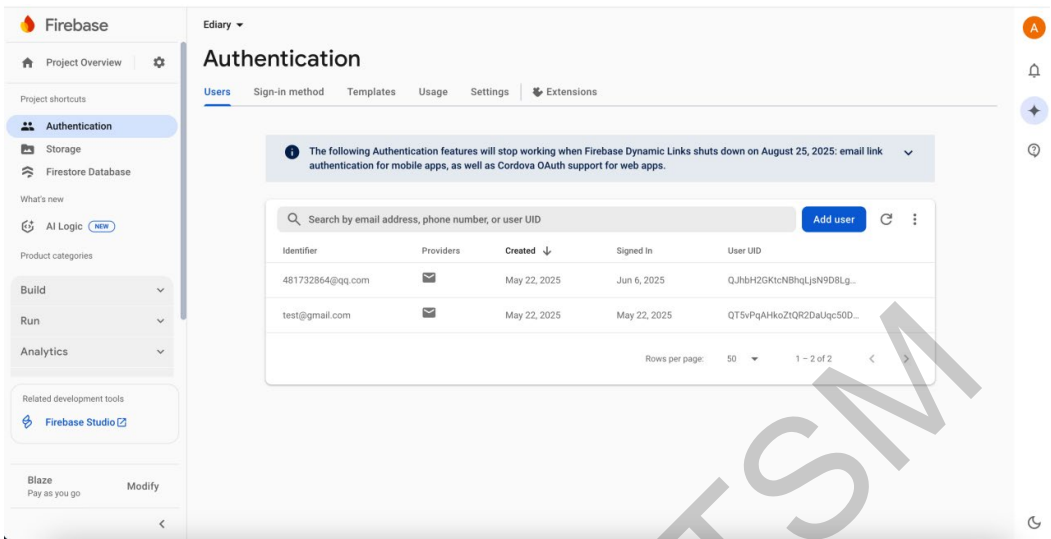 Firebase
Project Overview
Project shortcuts
Authentication
Storage
Firestore Database
What's new
AI Logic NEW
Product categories
Build
Run
Analytics
Related development tools
Firebase Studio
Blaze
Pay as you go
Modify
Ediary
Authentication
Users Sign-in method Templates Usage Settings Extensions
The following Authentication features will stop working when Firebase Dynamic Links shuts down on August 25, 2025: email link
authentication for mobile apps, as well as Cordova OAuth support for web apps.
Search by email address, phone number, or user UID Add user
Identifier Providers Created Signed In User UID
481732864@qq.com May 22, 2025 Jun 6, 2025 QJhbH2GKtcNBhqLjsN9D8Lg...
test@gmail.com May 22, 2025 May 22, 2025 QT5vPqAHkoZtQR2DaUqc50D...
Rows per page: 50 1 – 2 of 2
A
TSM